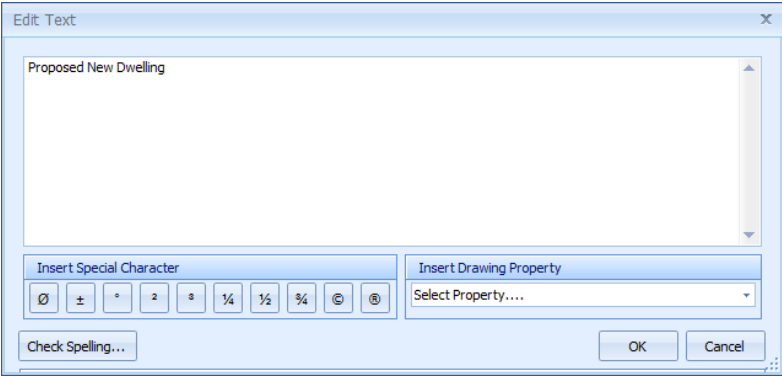 Edit Text
Proposed New Dwelling
Insert Special Character
Insert Drawing Property
Ø ± ° ² ³ ¼ ½ ¾ © ®
Select Property....
Check Spelling...
OK
Cancel